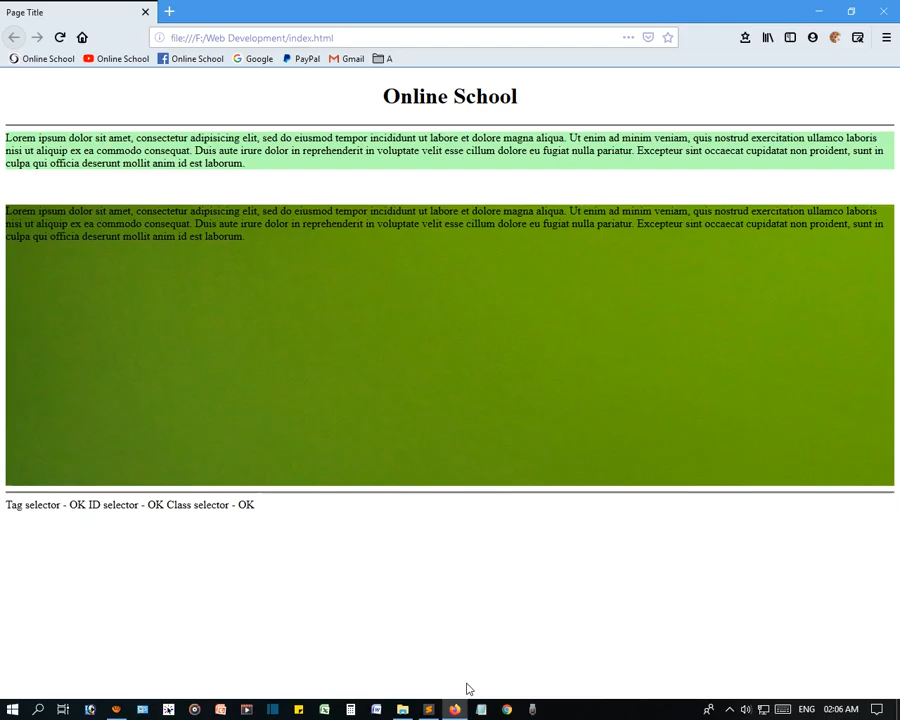 Page Title
file:///F:/Web Development/index.html
Online School Online School Online School Google PayPal Gmail A
Online School
Lorem ipsum dolor sit amet, consectetur adipisicing elit, sed do eiusmod tempor incididunt ut labore et dolore magna aliqua. Ut enim ad minim veniam, quis nostrud exercitation ullamco laboris
nisi ut aliquip ex ea commodo consequat. Duis aute irure dolor in reprehenderit in voluptate velit esse cillum dolore eu fugiat nulla pariatur. Excepteur sint occaecat cupidatat non proident, sunt in
culpa qui officia deserunt mollit anim id est laborum.
Lorem ipsum dolor sit amet, consectetur adipisicing elit, sed do eiusmod tempor incididunt ut labore et dolore magna aliqua. Ut enim ad minim veniam, quis nostrud exercitation ullamco laboris
nisi ut aliquip ex ea commodo consequat. Duis aute irure dolor in reprehenderit in voluptate velit esse cillum dolore eu fugiat nulla pariatur. Excepteur sint occaecat cupidatat non proident, sunt in
culpa qui officia deserunt mollit anim id est laborum.
Tag selector - OK ID selector - OK Class selector - OK
ENG 02:06 AM